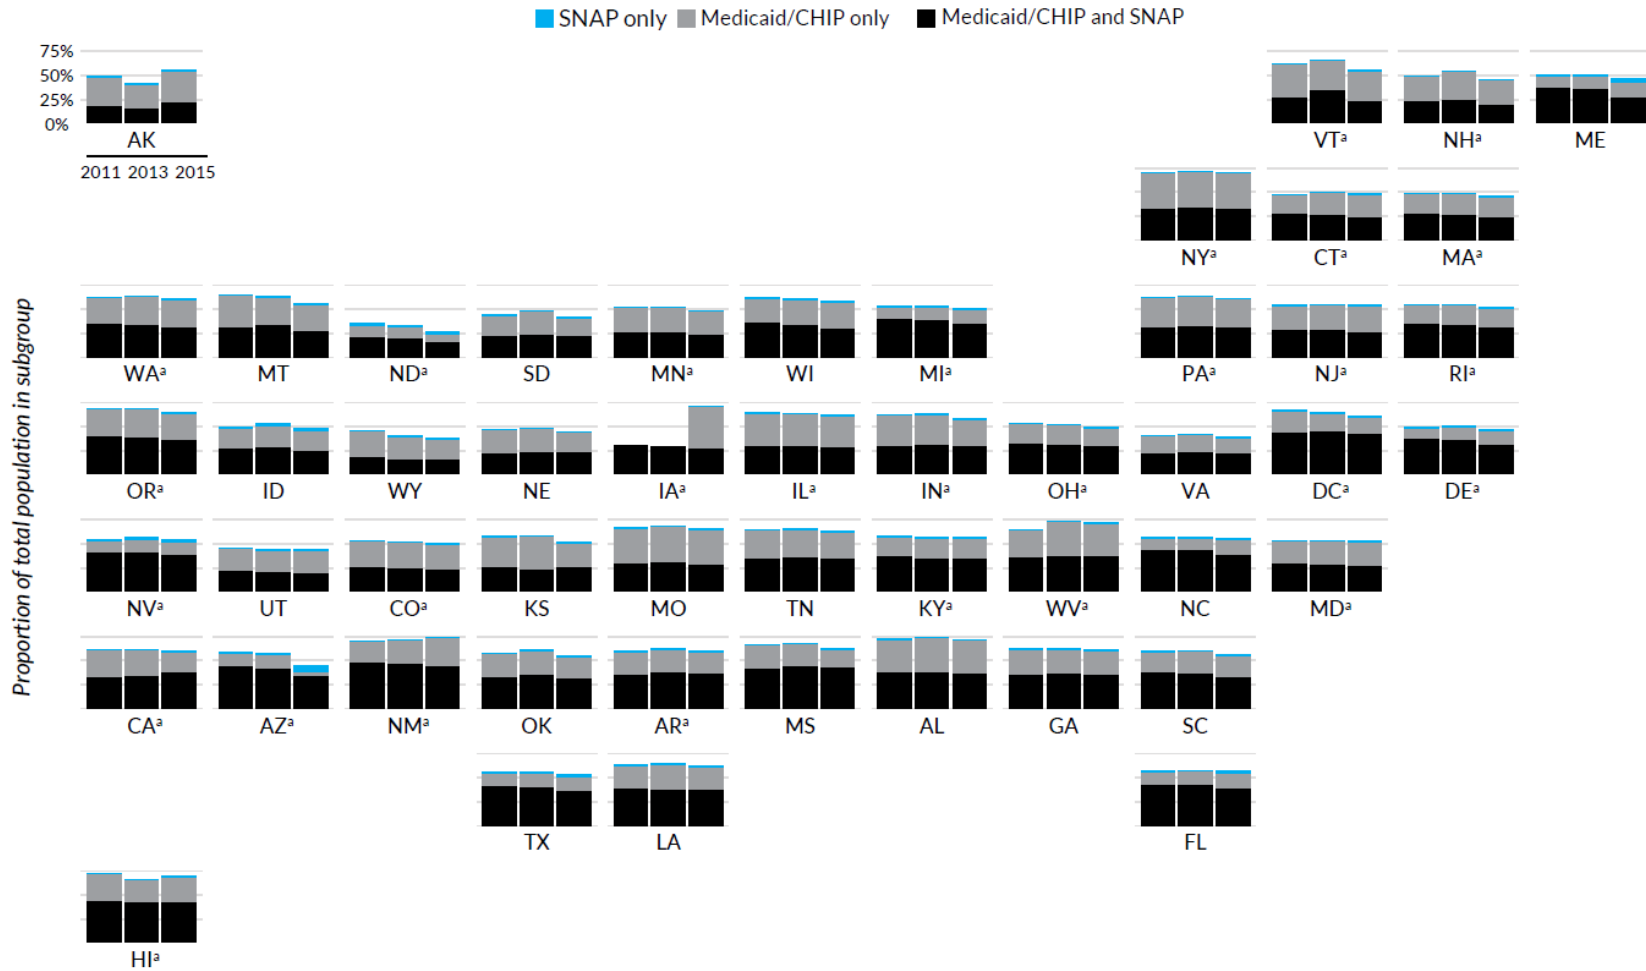 SNAP only Medicaid/CHIP only Medicaid/CHIP and SNAP
75%
50%
25%
0%
AK
2011 2013 2015
VTᵃ NHᵃ ME
NYᵃ CTᵃ MAᵃ
Proportion of total population in subgroup
WAᵃ MT NDᵃ SD MNᵃ WI MIᵃ PAᵃ NJᵃ RIᵃ
ORᵃ ID WY NE IAᵃ ILᵃ INᵃ OHᵃ VA DCᵃ DEᵃ
NVᵃ UT COᵃ KS MO TN KYᵃ WVᵃ NC MDᵃ
CAᵃ AZᵃ NMᵃ OK ARᵃ MS AL GA SC
TX LA FL
HIᵃ